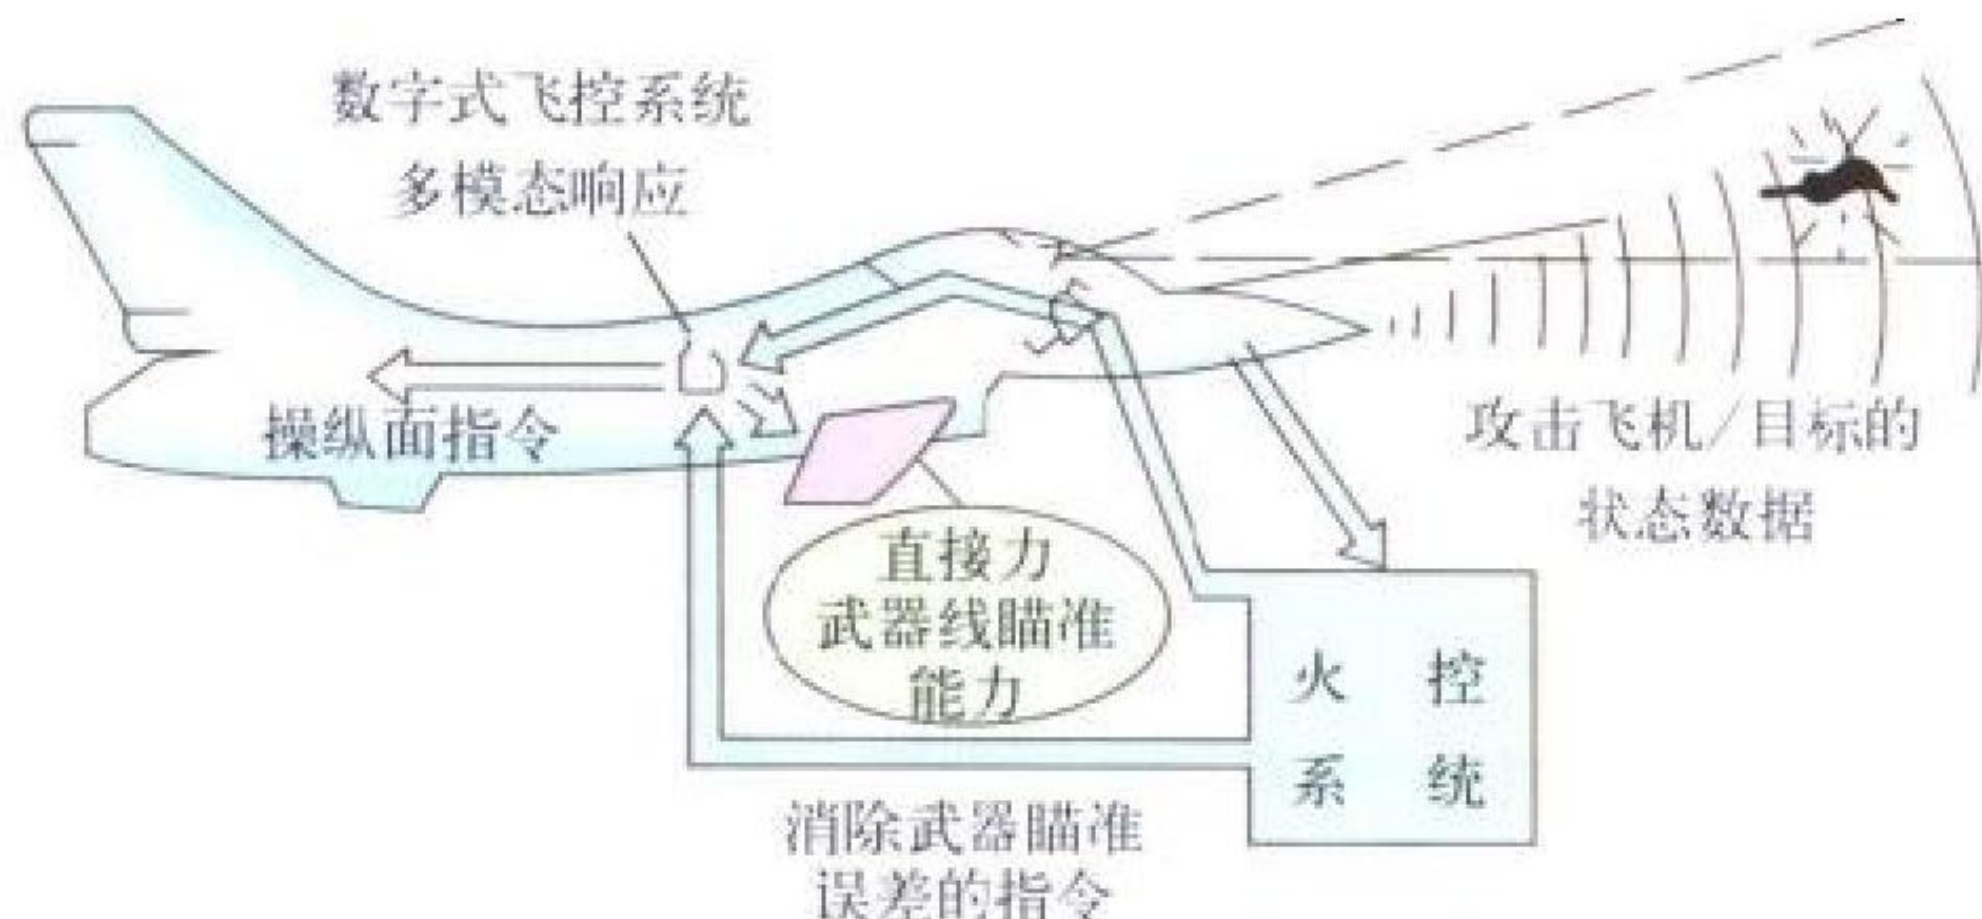 数字式飞控系统
多模态响应
操纵面指令
攻击飞机/目标的
状态数据
直接力
武器线瞄准
能力
火 控
系 统
消除武器瞄准
误差的指令